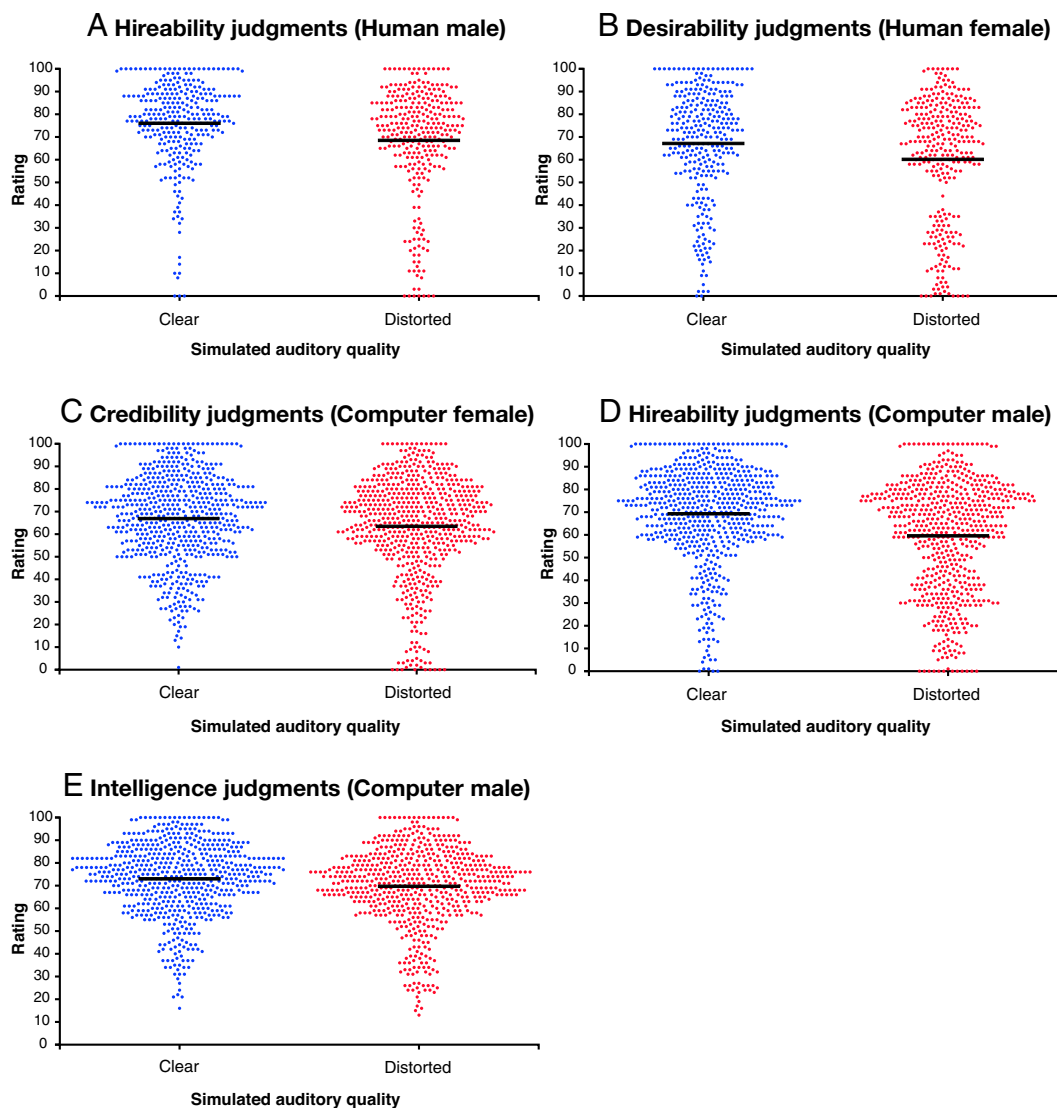 A Hireability judgments (Human male)
100
90
80
70
60
50
40
30
20
10
0
Rating
Clear
Distorted
Simulated auditory quality
B Desirability judgments (Human female)
100
90
80
70
60
50
40
30
20
10
0
Rating
Clear
Distorted
Simulated auditory quality
C Credibility judgments (Computer female)
100
90
80
70
60
50
40
30
20
10
0
Rating
Clear
Distorted
Simulated auditory quality
D Hireability judgments (Computer male)
100
90
80
70
60
50
40
30
20
10
0
Rating
Clear
Distorted
Simulated auditory quality
E Intelligence judgments (Computer male)
100
90
80
70
60
50
40
30
20
10
0
Rating
Clear
Distorted
Simulated auditory quality